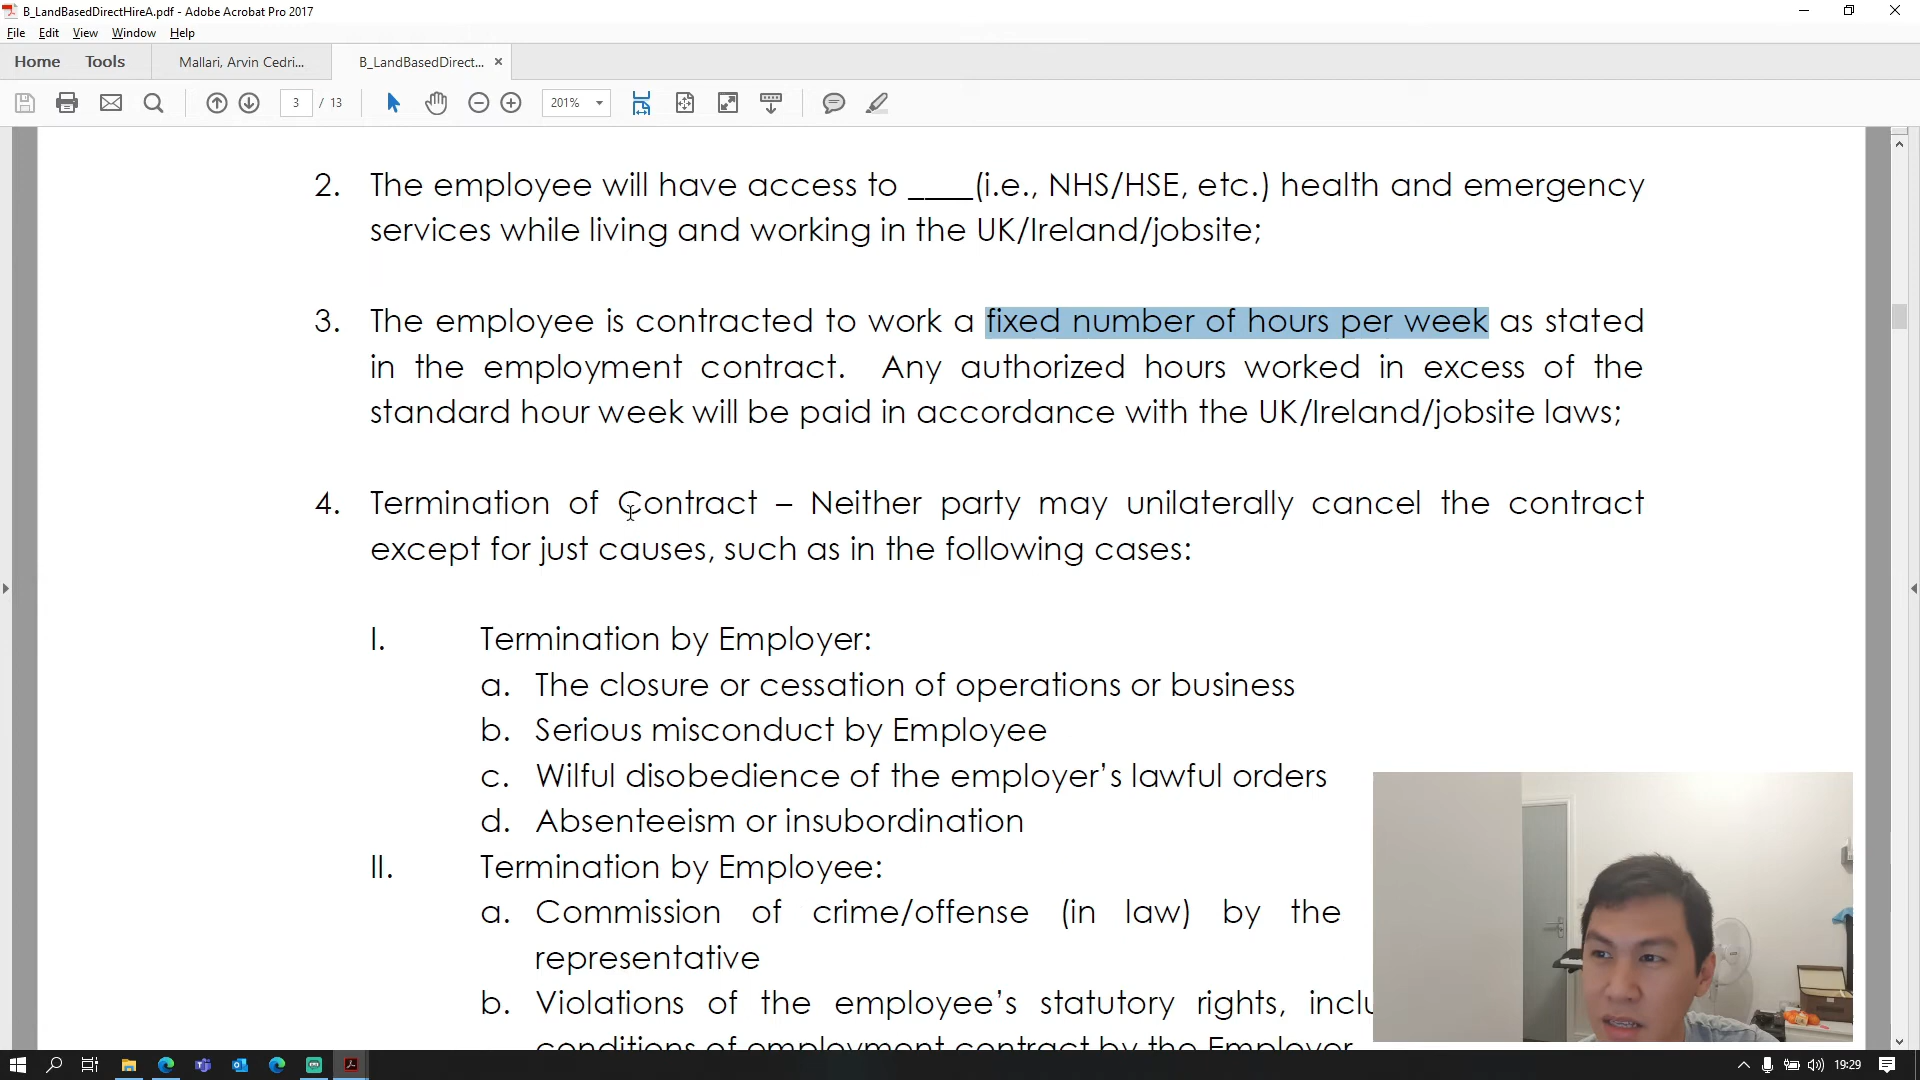 B_LandBasedDirectHireA.pdf - Adobe Acrobat Pro 2017
File Edit View Window Help
Home Tools Mallari, Arvin Cedri... B_LandBasedDirect...
3 / 13 201%
2. The employee will have access to ____(i.e., NHS/HSE, etc.) health and emergency
services while living and working in the UK/Ireland/jobsite;
3. The employee is contracted to work a fixed number of hours per week as stated
in the employment contract. Any authorized hours worked in excess of the
standard hour week will be paid in accordance with the UK/Ireland/jobsite laws;
4. Termination of Contract – Neither party may unilaterally cancel the contract
except for just causes, such as in the following cases:
I. Termination by Employer:
a. The closure or cessation of operations or business
b. Serious misconduct by Employee
c. Wilful disobedience of the employer’s lawful orders
d. Absenteeism or insubordination
II. Termination by Employee:
a. Commission of crime/offense (in law) by the
representative
b. Violations of the employee’s statutory rights, inclu
conditions of employment contract by the Employer
19:29